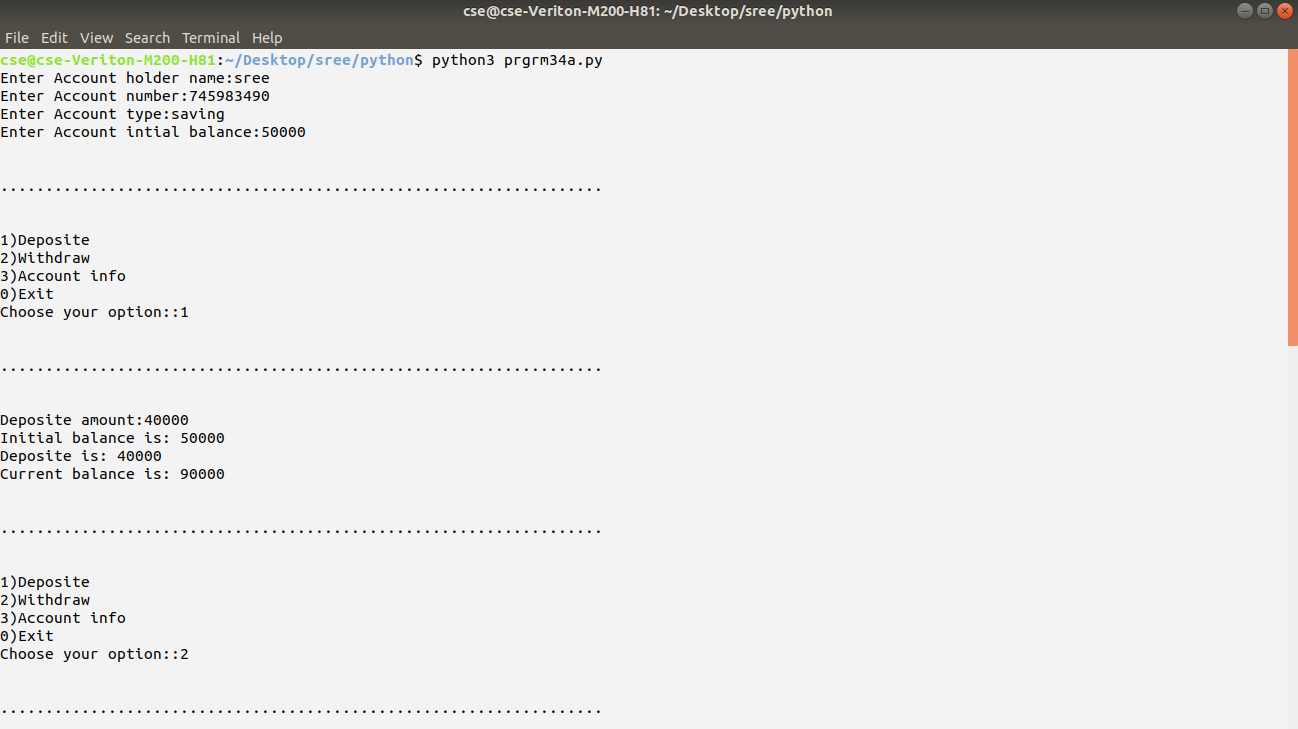 cse@cse-Veriton-M200-H81: ~/Desktop/sree/python
File Edit View Search Terminal Help
cse@cse-Veriton-M200-H81:~/Desktop/sree/python$ python3 prgrm34a.py
Enter Account holder name:sree
Enter Account number:745983490
Enter Account type:saving
Enter Account intial balance:50000
...................................................................
1)Deposite
2)Withdraw
3)Account info
0)Exit
Choose your option::1
...................................................................
Deposite amount:40000
Initial balance is: 50000
Deposite is: 40000
Current balance is: 90000
...................................................................
1)Deposite
2)Withdraw
3)Account info
0)Exit
Choose your option::2
...................................................................